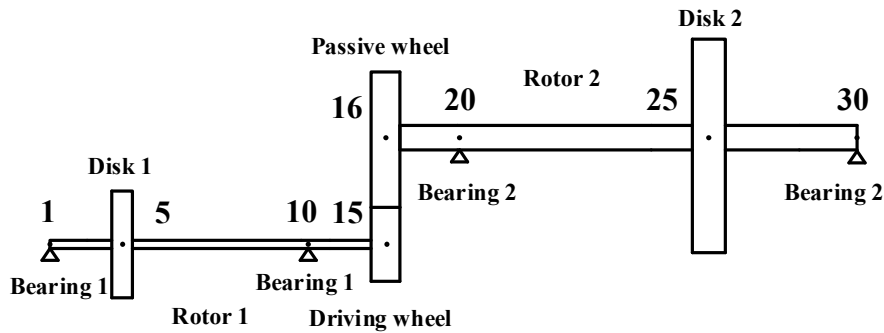 Disk 2
Passive wheel
Rotor 2
16
20
25
30
Disk 1
Bearing 2
Bearing 2
1
5
10
15
Bearing 1
Bearing 1
Rotor 1
Driving wheel